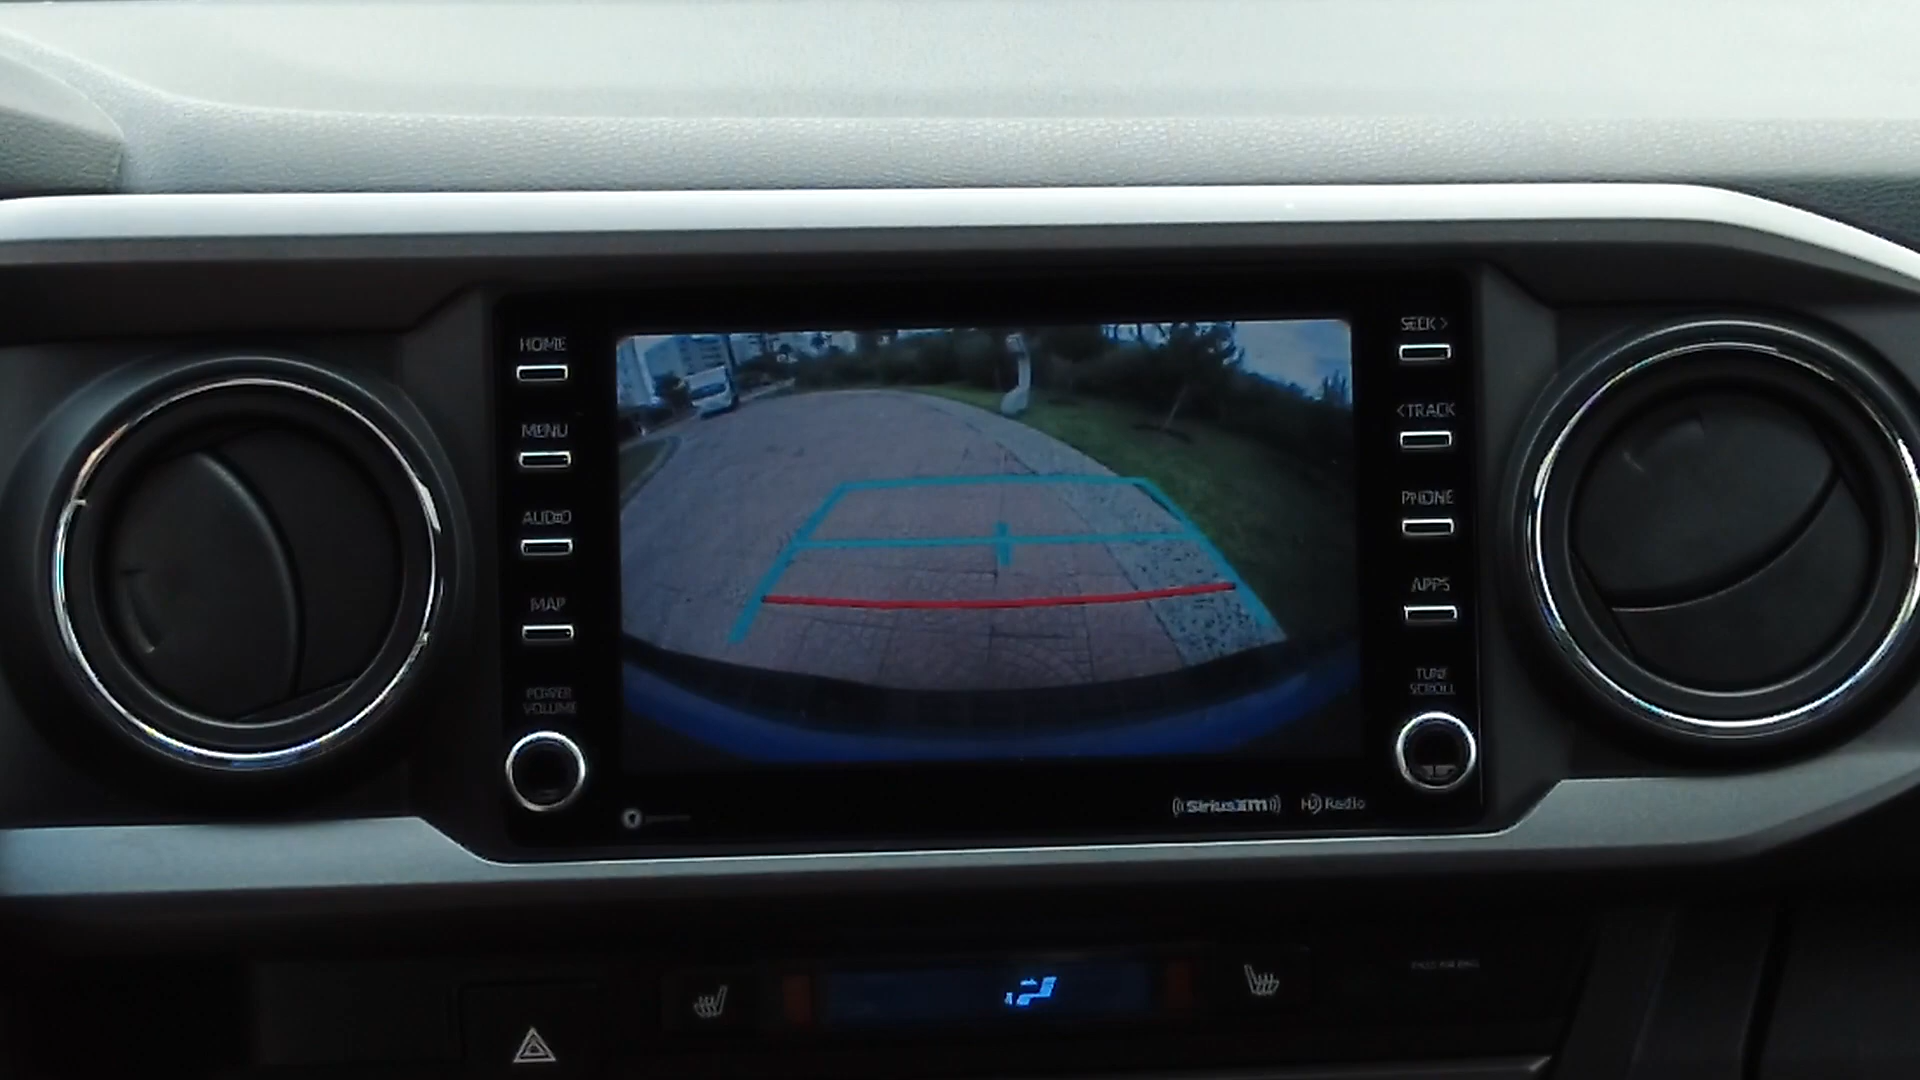 HOME
MENU
AUDIO
MAP
POWER
VOLUME
SEEK >
< TRACK
PHONE
APPS
TUNE
SCROLL
((SiriusXM))
HD Radio